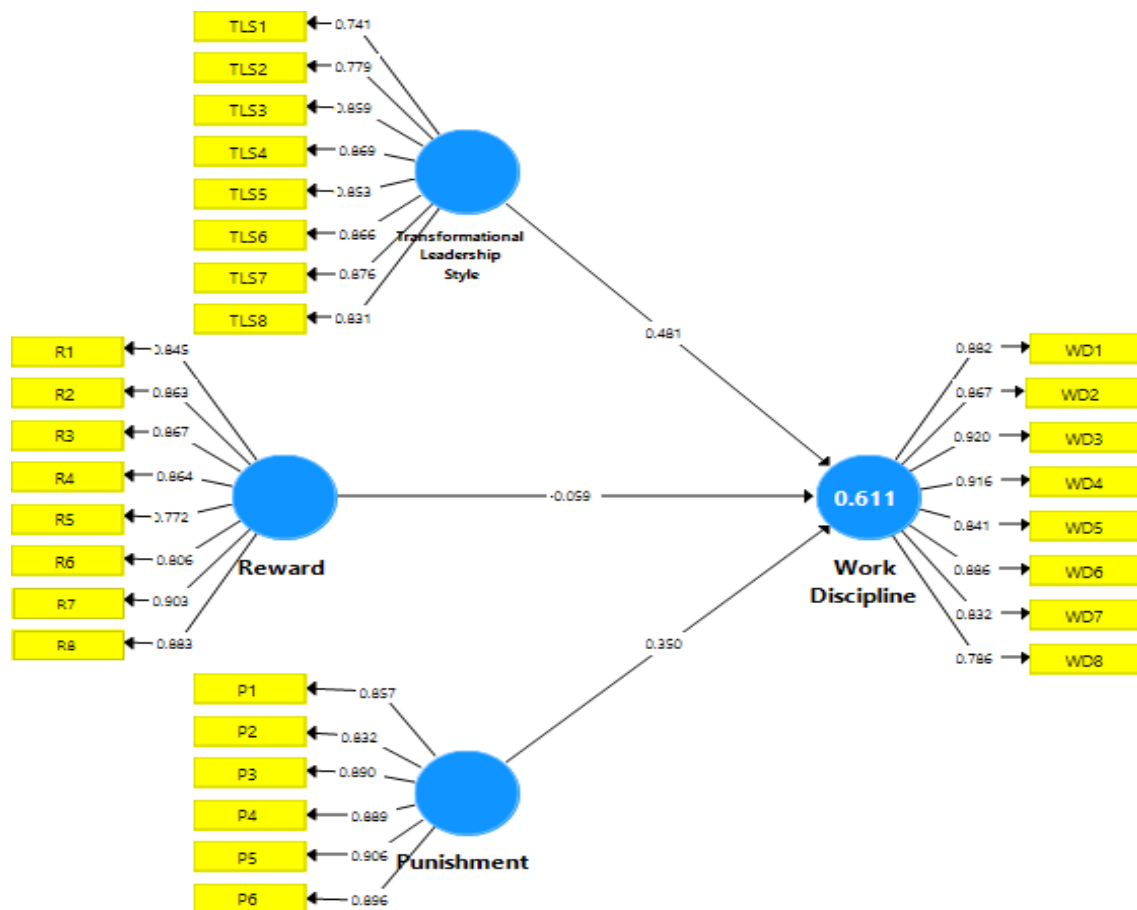 TLS1
0.741
TLS2
0.779
TLS3
0.859
TLS4
0.869
TLS5
0.853
TLS6
0.866
TLS7
0.876
TLS8
0.831
Transformational
Leadership
Style
0.481
R1
0.845
R2
0.863
R3
0.867
R4
0.864
R5
0.772
R6
0.806
R7
0.903
R8
0.883
Reward
-0.059
0.611
Work
Discipline
0.882
WD1
0.867
WD2
0.920
WD3
0.916
WD4
0.841
WD5
0.886
WD6
0.832
WD7
0.786
WD8
0.350
P1
0.857
P2
0.832
P3
0.890
P4
0.889
P5
0.906
P6
0.896
Punishment